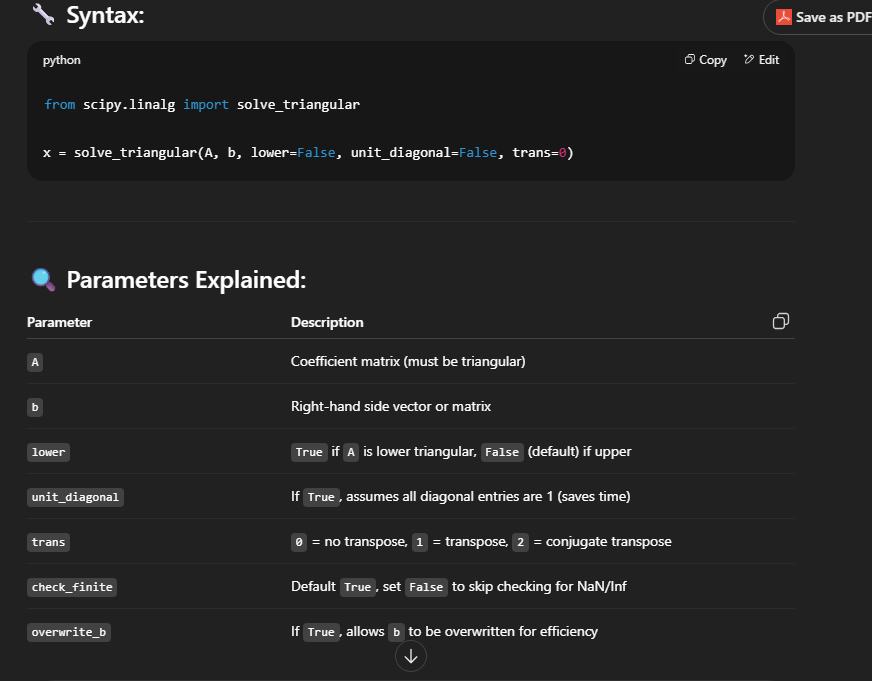 Syntax:
Save as PDF
python
Copy
Edit
from scipy.linalg import solve_triangular
x = solve_triangular(A, b, lower=False, unit_diagonal=False, trans=0)
Parameters Explained:
Parameter Description
A Coefficient matrix (must be triangular)
b Right-hand side vector or matrix
lower True if A is lower triangular, False (default) if upper
unit_diagonal If True, assumes all diagonal entries are 1 (saves time)
trans 0 = no transpose, 1 = transpose, 2 = conjugate transpose
check_finite Default True, set False to skip checking for NaN/Inf
overwrite_b If True, allows b to be overwritten for efficiency